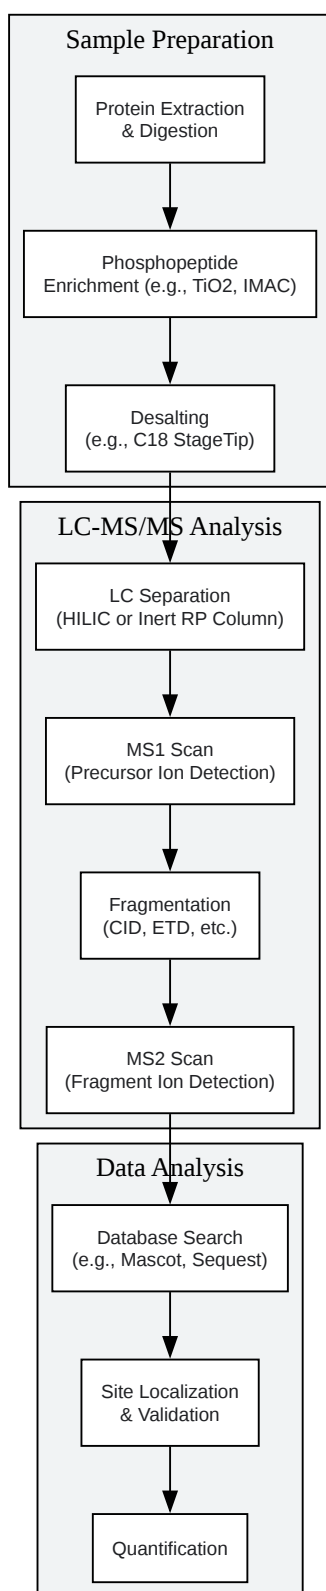 Sample Preparation
Protein Extraction
& Digestion
Phosphopeptide
Enrichment (e.g., TiO2, IMAC)
Desalting
(e.g., C18 StageTip)
LC-MS/MS Analysis
LC Separation
(HILIC or Inert RP Column)
MS1 Scan
(Precursor Ion Detection)
Fragmentation
(CID, ETD, etc.)
MS2 Scan
(Fragment Ion Detection)
Data Analysis
Database Search
(e.g., Mascot, Sequest)
Site Localization
& Validation
Quantification